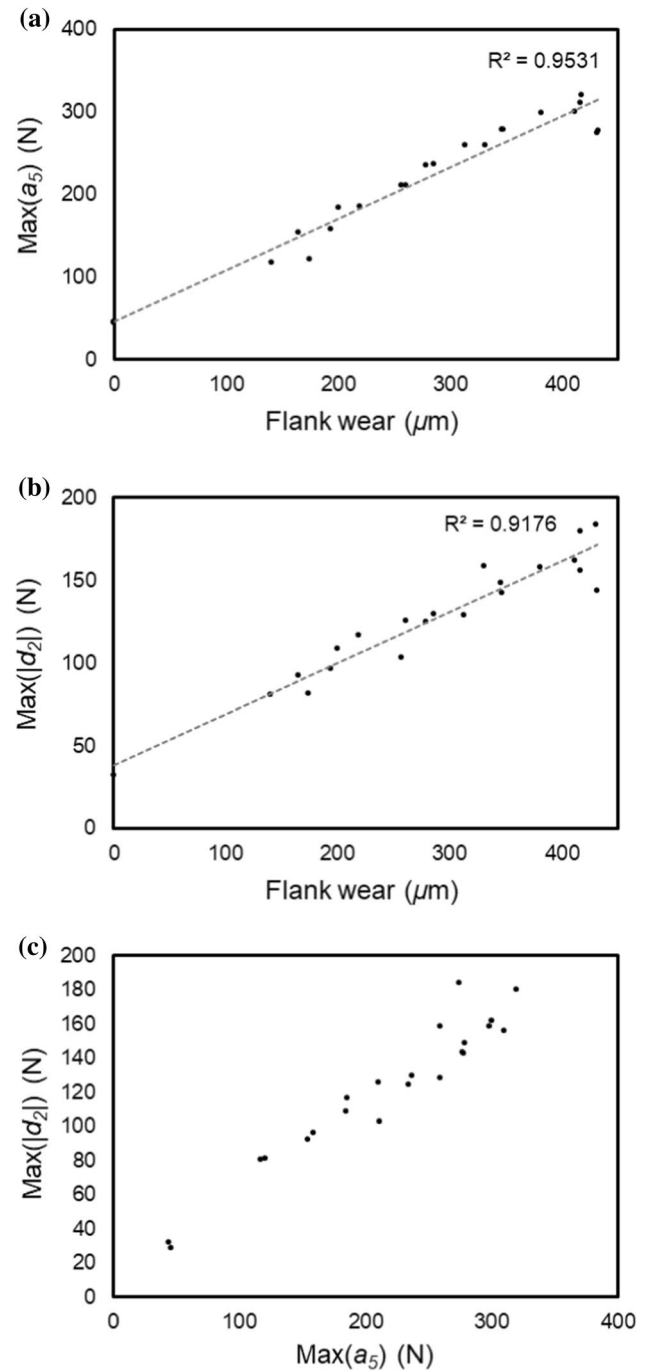 (a)
400
R² = 0.9531
300
Max(a₅) (N)
200
100
0
0 100 200 300 400
Flank wear (µm)
(b)
200
R² = 0.9176
150
Max(|d₂|) (N)
100
50
0
0 100 200 300 400
Flank wear (µm)
(c)
200
180
160
140
Max(|d₂|) (N)
120
100
80
60
40
20
0
0 100 200 300 400
Max(a₅) (N)